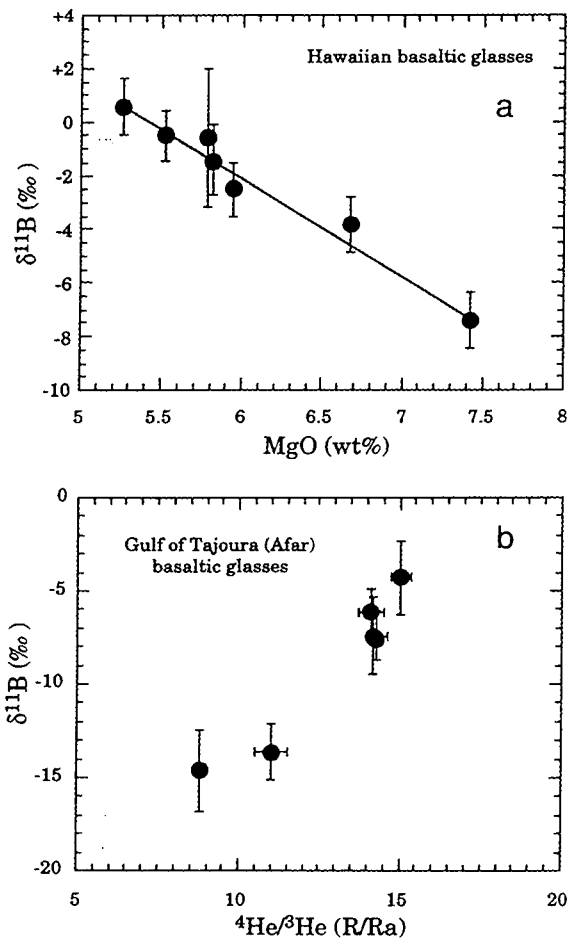 +4
+2
0
-2
-4
-6
-8
-10
δ¹¹B (‰)
Hawaiian basaltic glasses
a
5 5.5 6 6.5 7 7.5 8
MgO (wt%)
0
-5
-10
-15
-20
δ¹¹B (‰)
Gulf of Tajoura (Afar)
basaltic glasses
b
5 10 15 20
⁴He/³He (R/Ra)